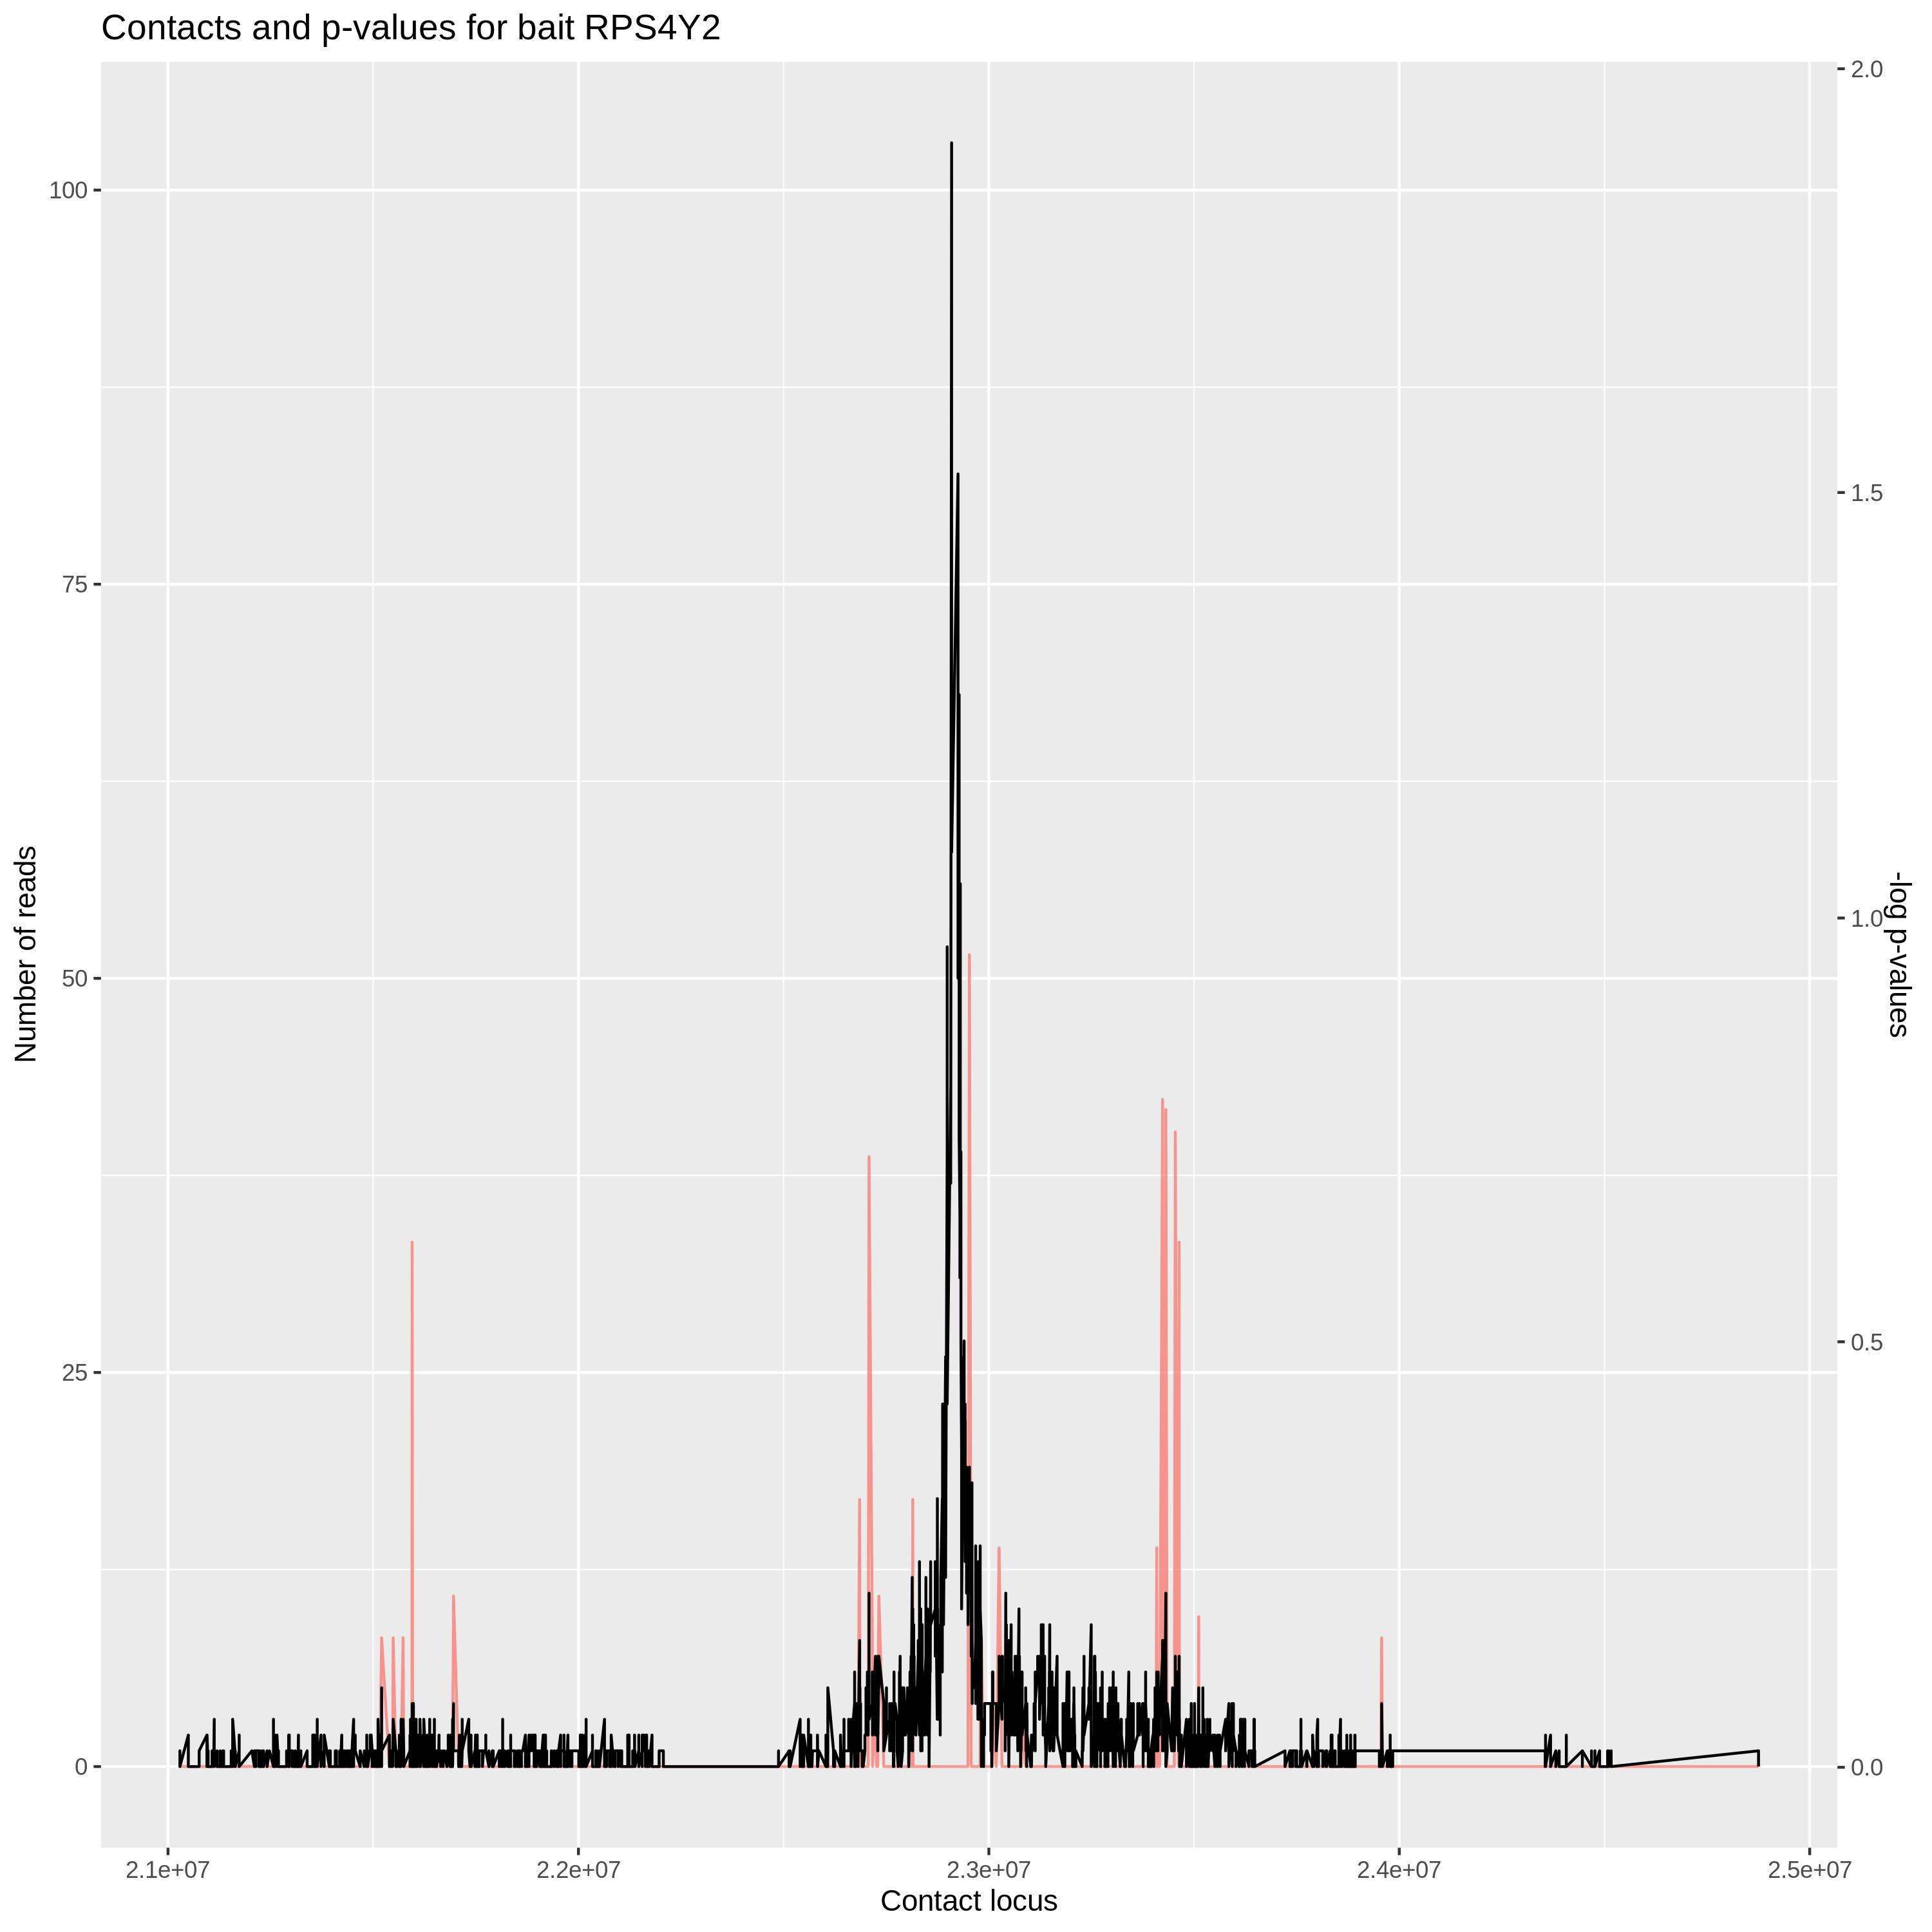 Contacts and p-values for bait RPS4Y2
100
75
50
25
0
Number of reads
2.0
1.5
1.0
0.5
0.0
-log p-values
2.1e+07
2.2e+07
2.3e+07
2.4e+07
2.5e+07
Contact locus